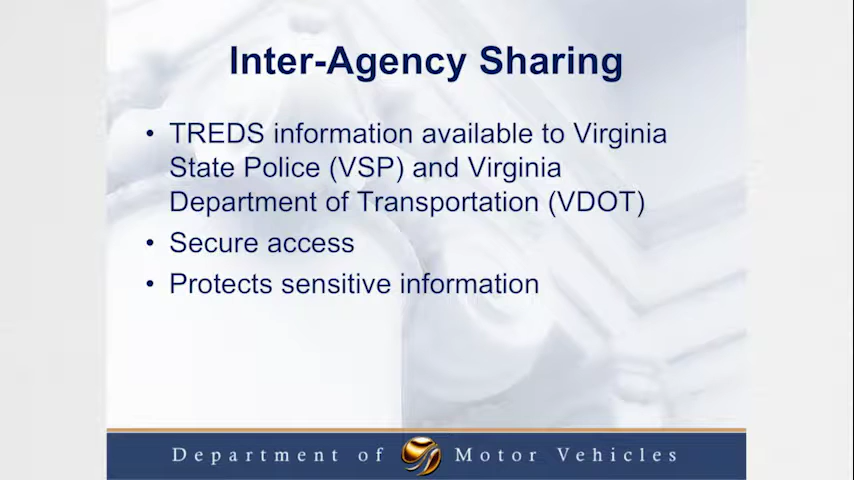 Inter-Agency Sharing
• TREDS information available to Virginia
State Police (VSP) and Virginia
Department of Transportation (VDOT)
• Secure access
• Protects sensitive information
Department of Motor Vehicles